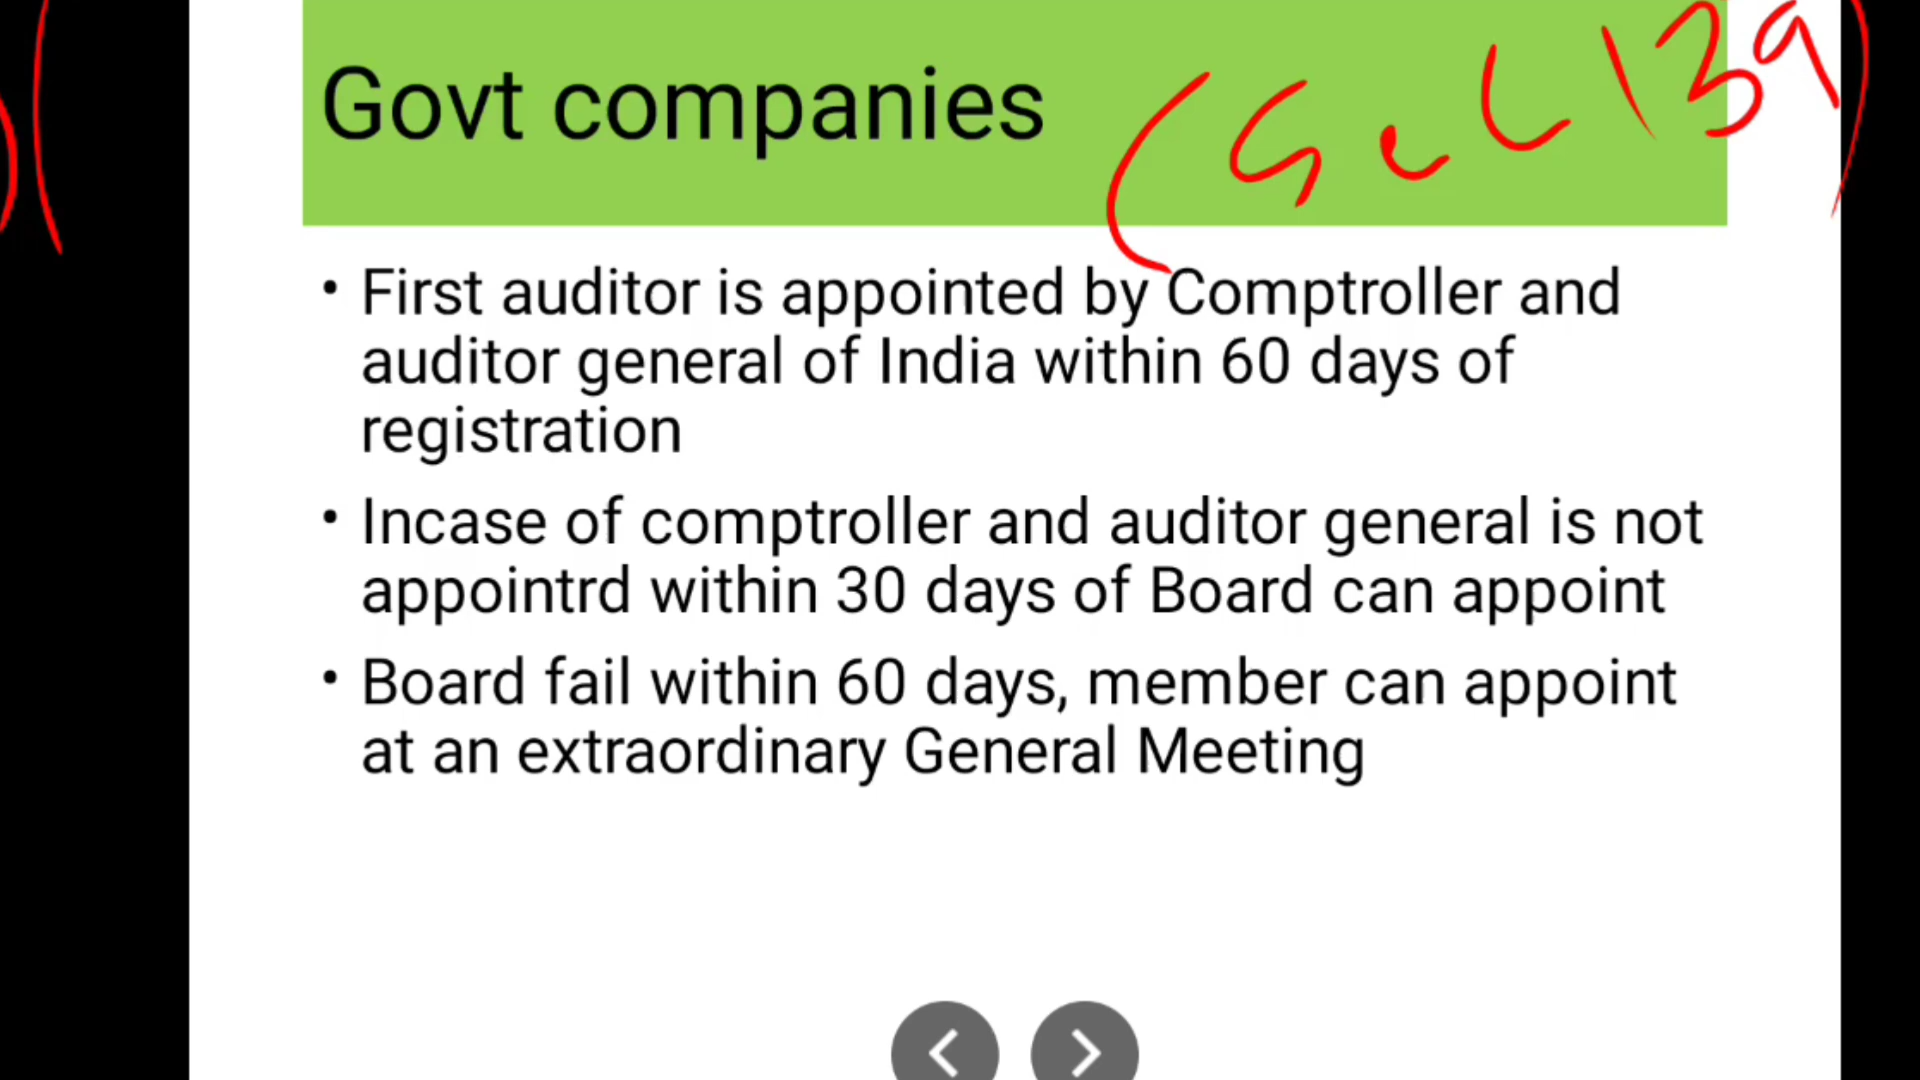 Govt companies (Sec 139)
• First auditor is appointed by Comptroller and
auditor general of India within 60 days of
registration
• Incase of comptroller and auditor general is not
appointrd within 30 days of Board can appoint
• Board fail within 60 days, member can appoint
at an extraordinary General Meeting